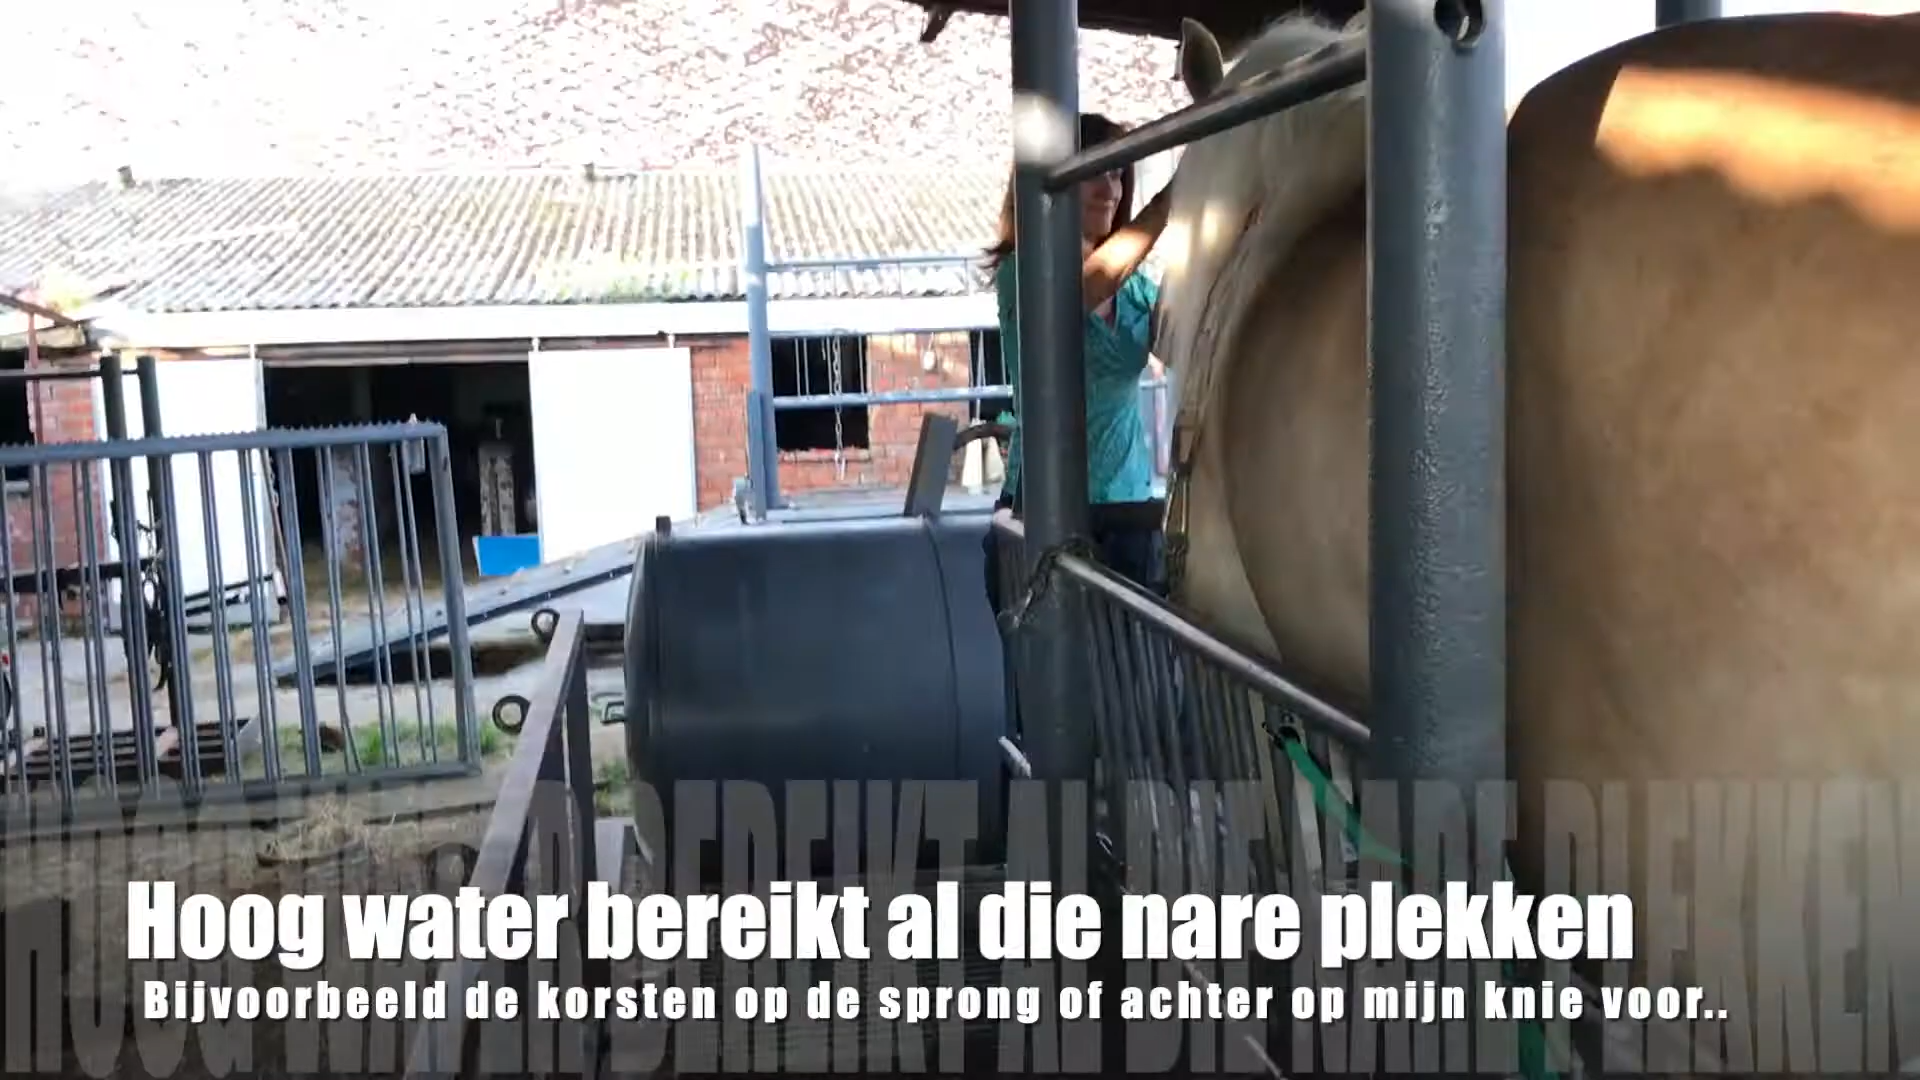 Hoog water bereikt al die nare plekken
Bijvoorbeeld de korsten op de sprong of achter op mijn knie voor..